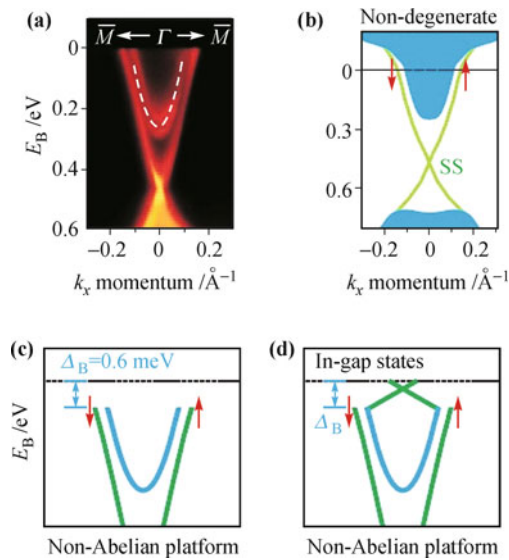 (a)
M̅ ← Γ → M̅
0
0.2
0.4
0.6
E_B /eV
−0.2 0 0.2
k_x momentum /Å⁻¹
(b)
Non-degenerate
0
0.3
0.6
SS
−0.2 0 0.2
k_x momentum /Å⁻¹
(c)
Δ_B=0.6 meV
E_B /eV
Non-Abelian platform
(d)
In-gap states
Δ_B
Non-Abelian platform